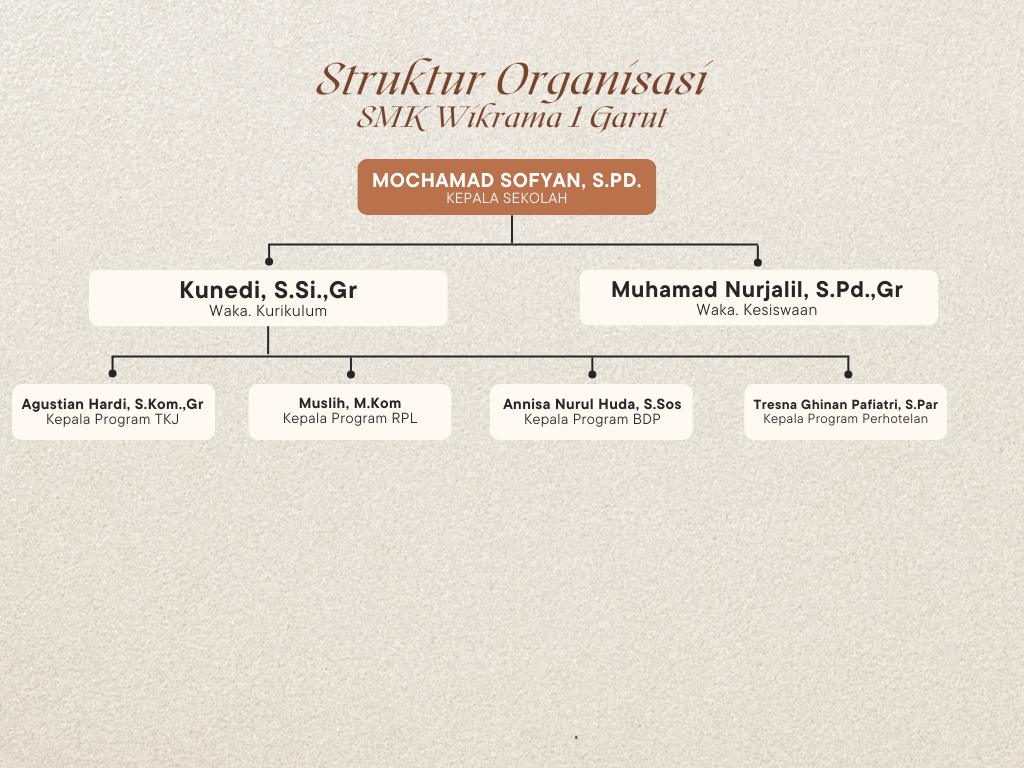 Struktur Organisasi
SMK Wikrama 1 Garut
MOCHAMAD SOFYAN, S.PD.
KEPALA SEKOLAH
Kunedi, S.Si.,Gr
Waka. Kurikulum
Muhamad Nurjalil, S.Pd.,Gr
Waka. Kesiswaan
Agustian Hardi, S.Kom.,Gr
Kepala Program TKJ
Muslih, M.Kom
Kepala Program RPL
Annisa Nurul Huda, S.Sos
Kepala Program BDP
Tresna Ghinan Pafiatri, S.Par
Kepala Program Perhotelan